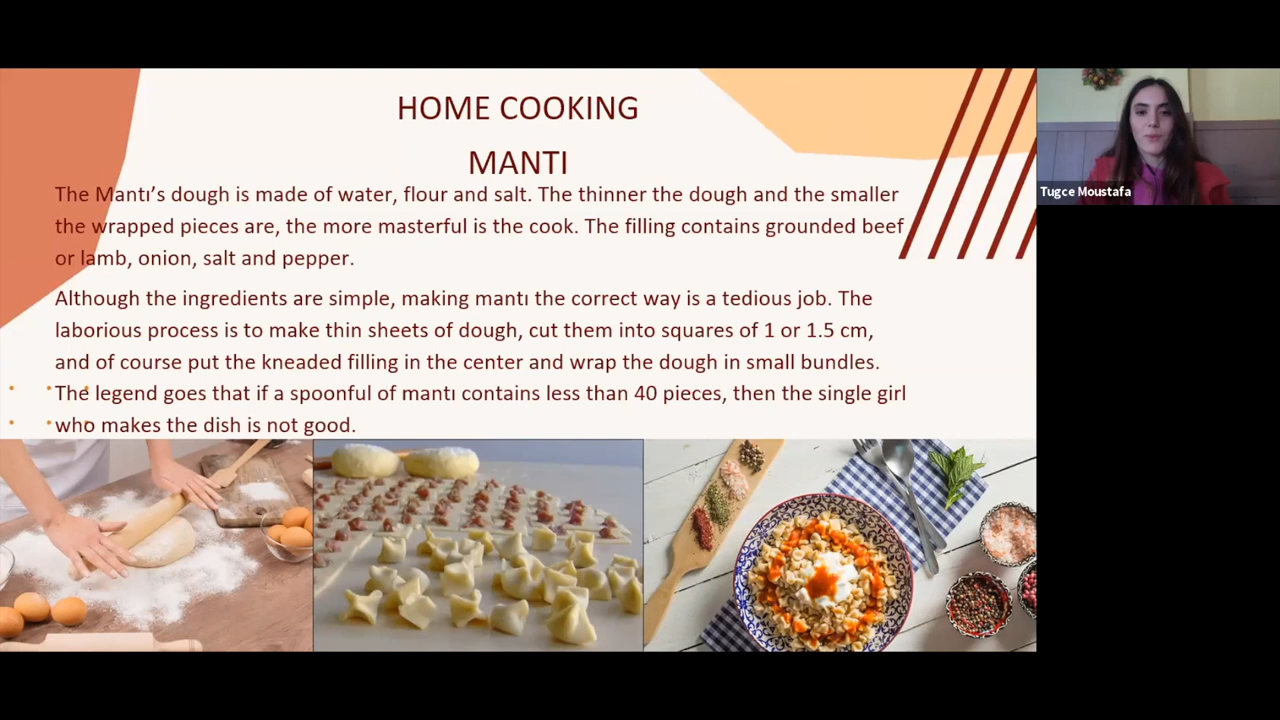 HOME COOKING
MANTI
The Mantı’s dough is made of water, flour and salt. The thinner the dough and the smaller
the wrapped pieces are, the more masterful is the cook. The filling contains grounded beef
or lamb, onion, salt and pepper.
Although the ingredients are simple, making mantı the correct way is a tedious job. The
laborious process is to make thin sheets of dough, cut them into squares of 1 or 1.5 cm,
and of course put the kneaded filling in the center and wrap the dough in small bundles.
The legend goes that if a spoonful of mantı contains less than 40 pieces, then the single girl
who makes the dish is not good.
Tugce Moustafa